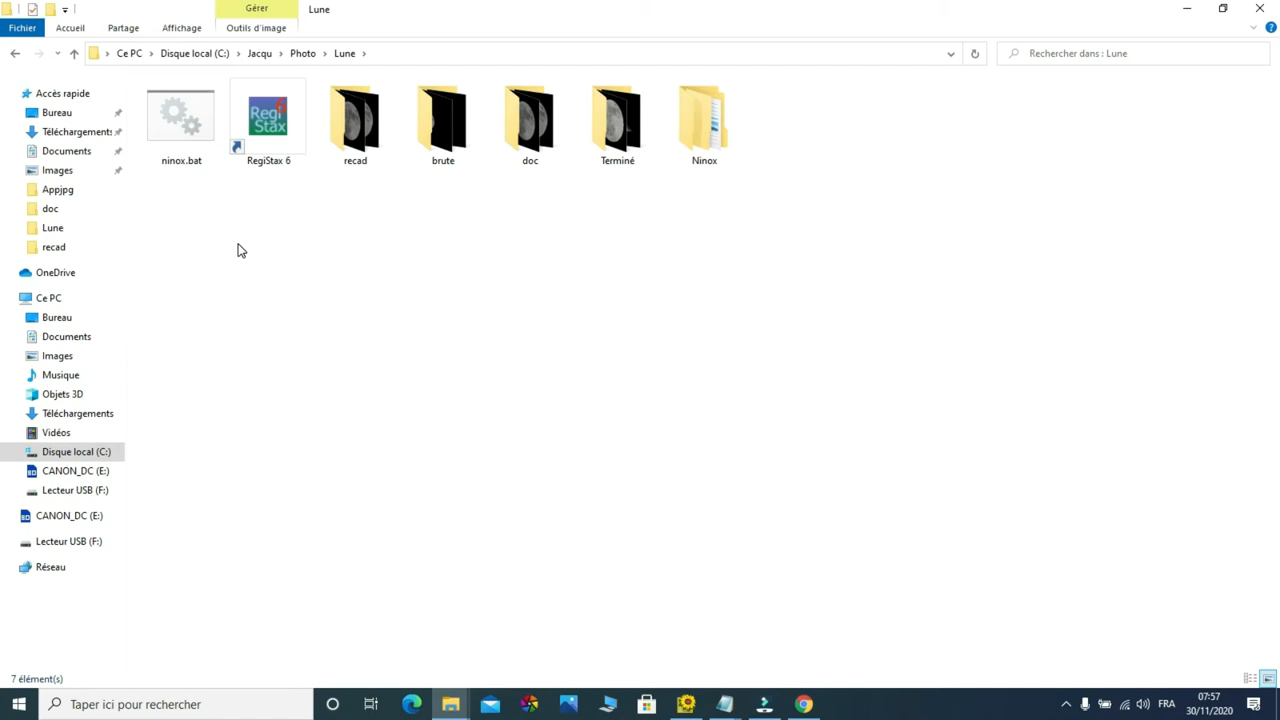 Gérer
Lune
Fichier
Accueil
Partage
Affichage
Outils d'image
Ce PC
Disque local (C:)
Jacqu
Photo
Lune
Rechercher dans : Lune
Accès rapide
Bureau
Téléchargements
Documents
Images
Appjpg
doc
Lune
recad
OneDrive
Ce PC
Bureau
Documents
Images
Musique
Objets 3D
Téléchargements
Vidéos
Disque local (C:)
CANON_DC (E:)
Lecteur USB (F:)
CANON_DC (E:)
Lecteur USB (F:)
Réseau
Regi
Stax
6
ninox.bat
RegiStax 6
recad
brute
doc
Terminé
Ninox
7 élément(s)
Taper ici pour rechercher
FRA
07:57
30/11/2020